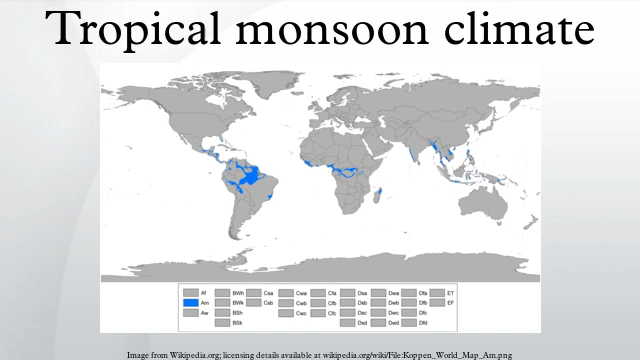 Tropical monsoon climate
Af BWh Csa Cwa Cfa Dsa Dwa Dfa ET
Am BWk Csb Cwb Cfb Dsb Dwb Dfb EF
Aw BSh Cwc Cfc Dsc Dwc Dfc
BSk Dsd Dwd Dfd
Image from Wikipedia.org; licensing details available at wikipedia.org/wiki/File:Koppen_World_Map_Am.png